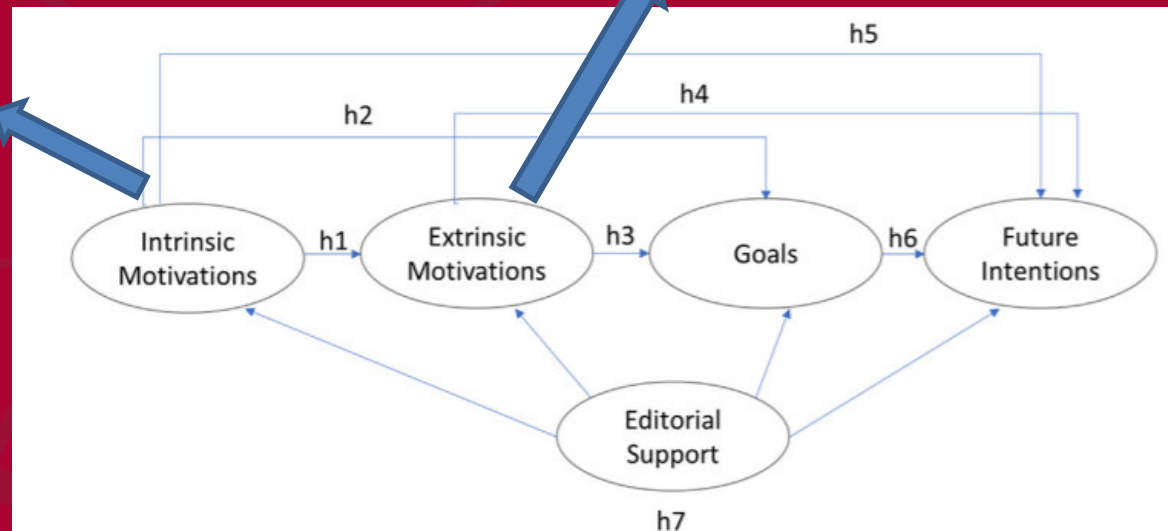 h5
h4
h2
Intrinsic
Motivations
h1
Extrinsic
Motivations
h3
Goals
h6
Future
Intentions
Editorial
Support
h7